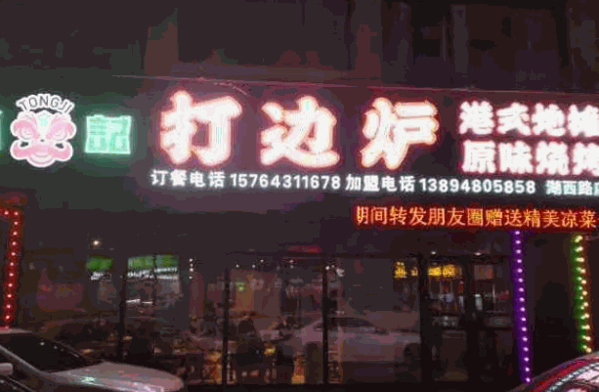 TONGJI
記
打边炉
港式地摊
原味烧烤
订餐电话 15764311678 加盟电话 13894805858 湖西路店
期间转发朋友圈赠送精美凉菜